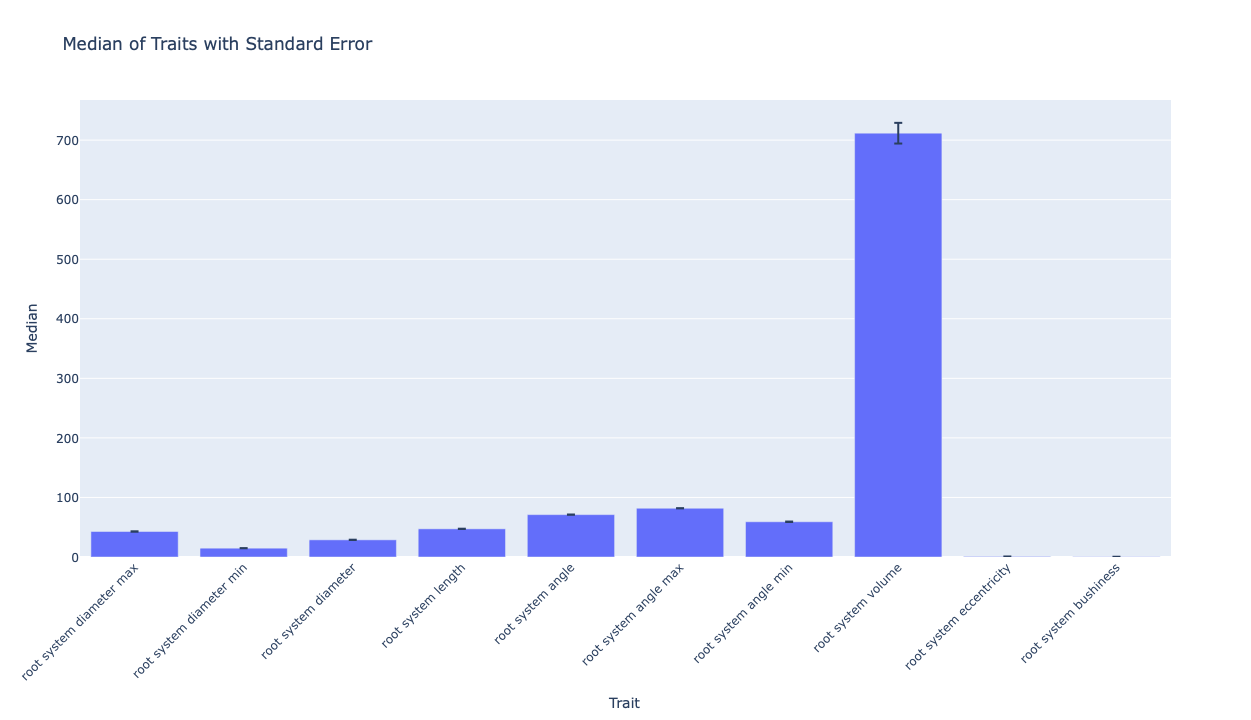 Median of Traits with Standard Error
700
600
500
400
300
200
100
0
Median
root system diameter max
root system diameter min
root system diameter
root system length
root system angle
root system angle max
root system angle min
root system volume
root system eccentricity
root system bushiness
Trait